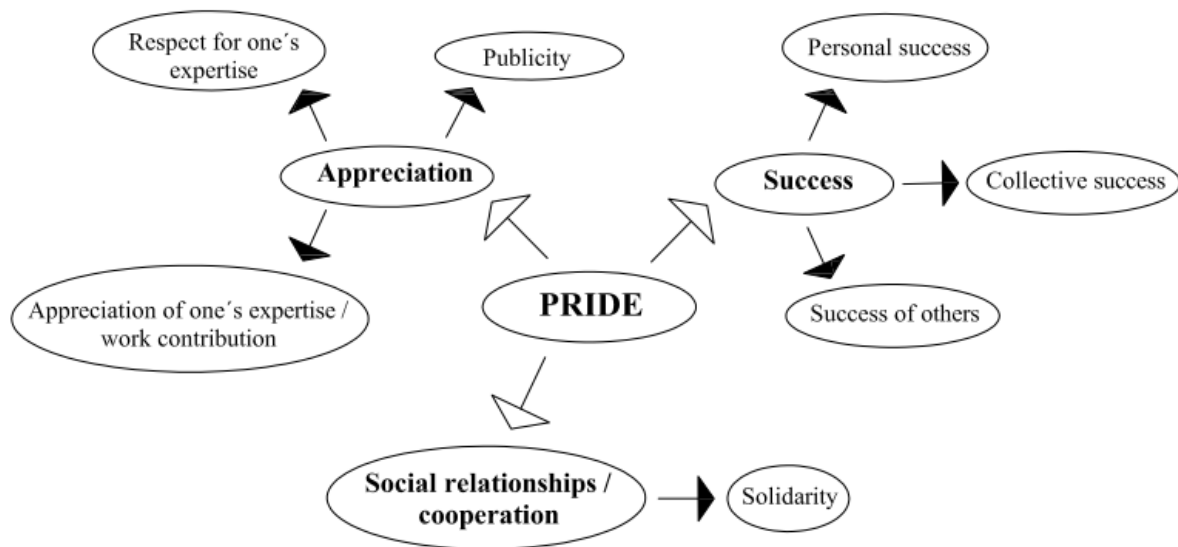 Respect for one´s
expertise
Publicity
Personal success
Appreciation
Success
Collective success
Appreciation of one´s expertise /
work contribution
PRIDE
Success of others
Social relationships /
cooperation
Solidarity